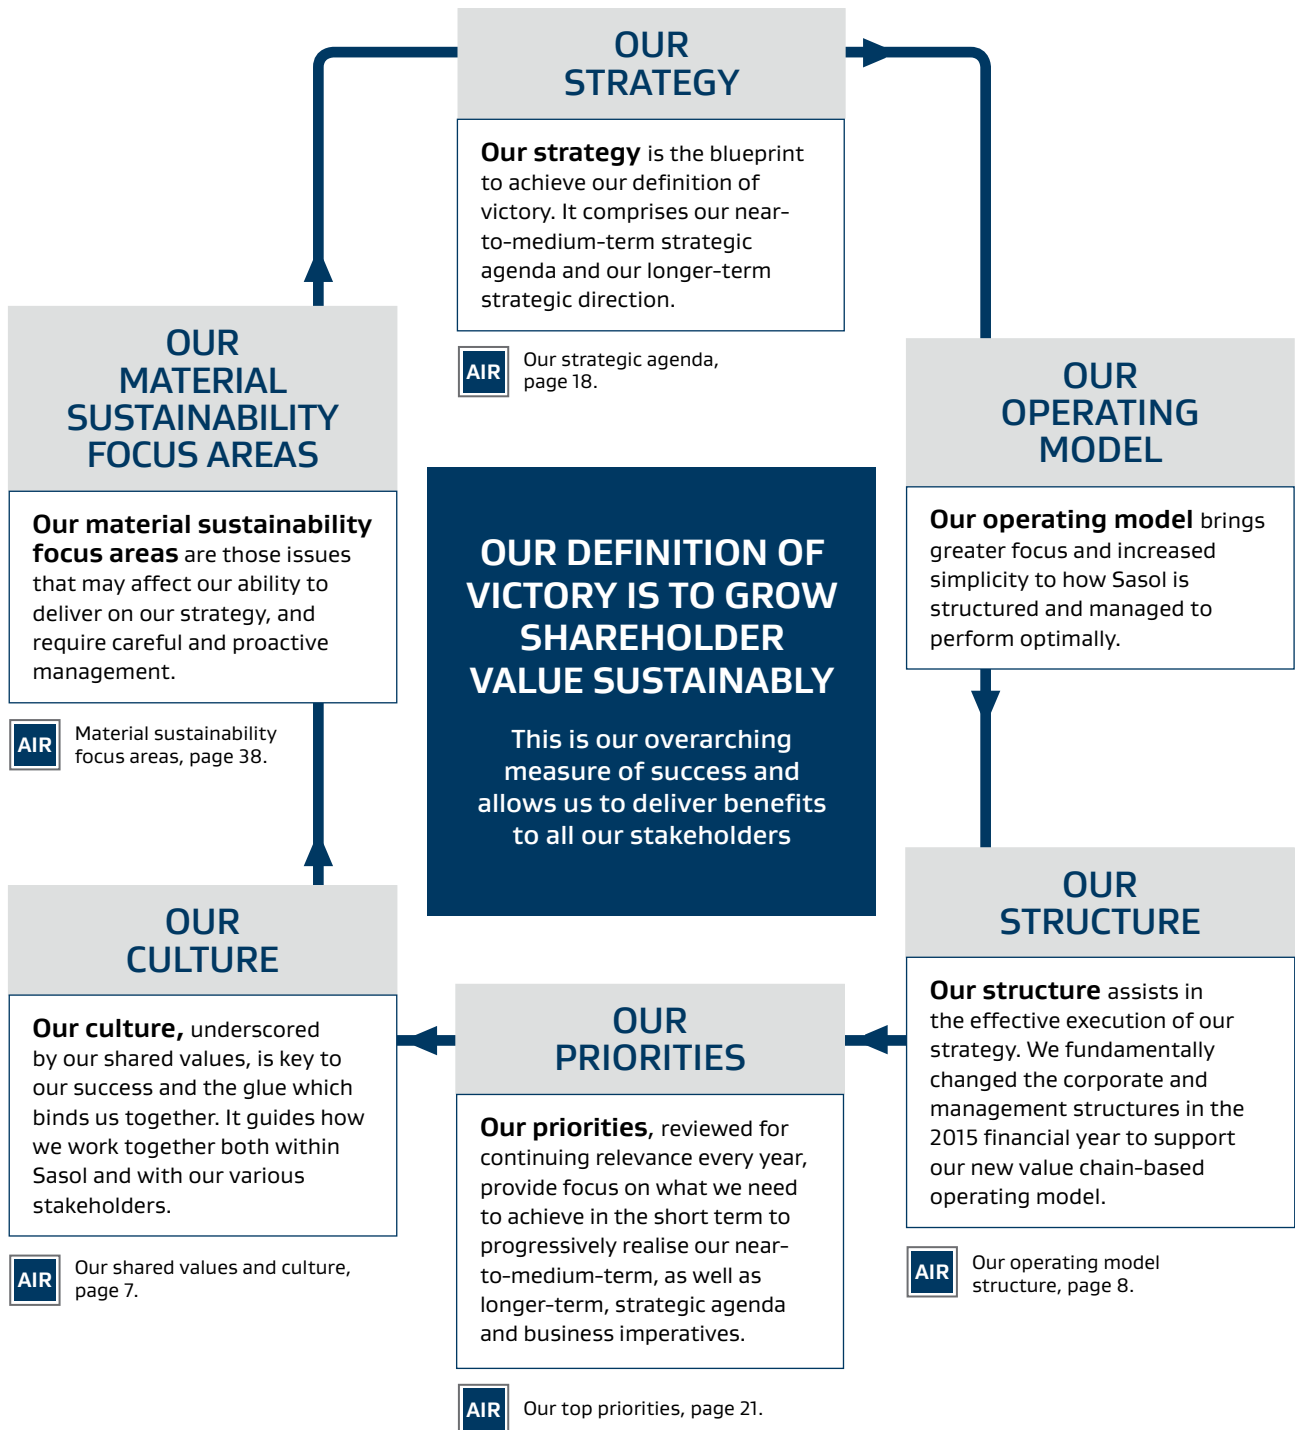 OUR
STRATEGY
Our strategy is the blueprint
to achieve our definition of
victory. It comprises our near-
to-medium-term strategic
agenda and our longer-term
strategic direction.
AIR
Our strategic agenda,
page 18.
OUR
OPERATING
MODEL
Our operating model brings
greater focus and increased
simplicity to how Sasol is
structured and managed to
perform optimally.
OUR
STRUCTURE
Our structure assists in
the effective execution of our
strategy. We fundamentally
changed the corporate and
management structures in the
2015 financial year to support
our new value chain-based
operating model.
AIR
Our operating model
structure, page 8.
OUR
PRIORITIES
Our priorities, reviewed for
continuing relevance every year,
provide focus on what we need
to achieve in the short term to
progressively realise our near-
to-medium-term, as well as
longer-term, strategic agenda
and business imperatives.
AIR
Our top priorities, page 21.
OUR
CULTURE
Our culture, underscored
by our shared values, is key to
our success and the glue which
binds us together. It guides how
we work together both within
Sasol and with our various
stakeholders.
AIR
Our shared values and culture,
page 7.
OUR
MATERIAL
SUSTAINABILITY
FOCUS AREAS
Our material sustainability
focus areas are those issues
that may affect our ability to
deliver on our strategy, and
require careful and proactive
management.
AIR
Material sustainability
focus areas, page 38.
OUR DEFINITION OF
VICTORY IS TO GROW
SHAREHOLDER
VALUE SUSTAINABLY
This is our overarching
measure of success and
allows us to deliver benefits
to all our stakeholders